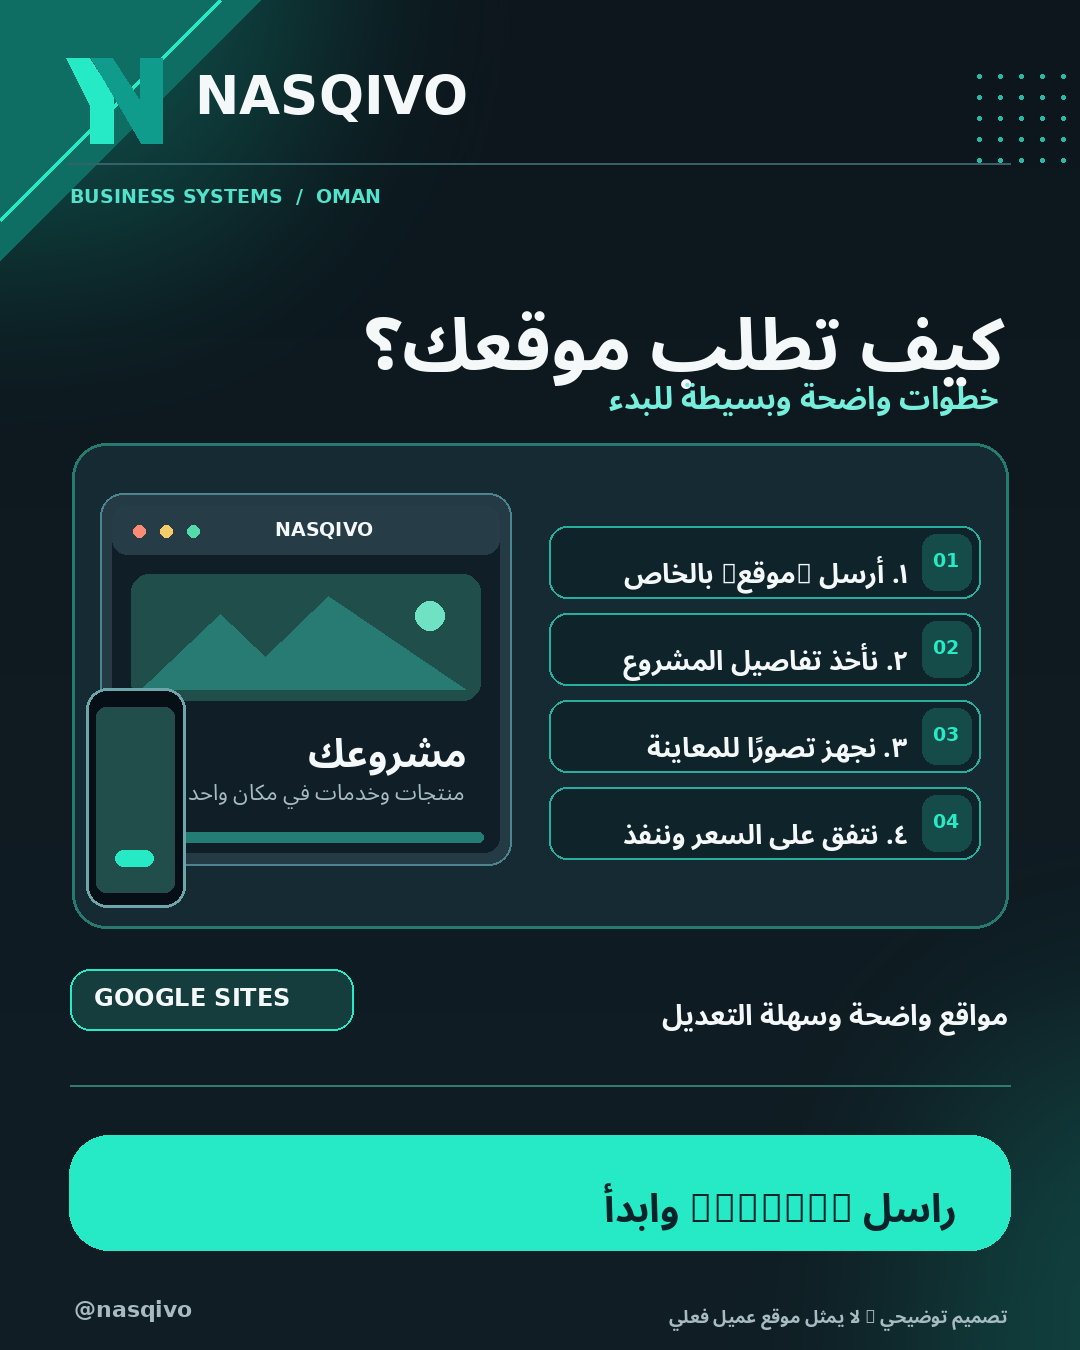 NASQIVO
BUSINESS SYSTEMS / OMAN
كيف تطلب موقعك؟
خطوات واضحة وبسيطة للبدء
NASQIVO
مشروعك
منتجات وخدمات في مكان واحد
01
١. أرسل موقع بالخاص
02
٢. نأخذ تفاصيل المشروع
03
٣. نجهز تصورًا للمعاينة
04
٤. نتفق على السعر وننفذ
GOOGLE SITES
مواقع واضحة وسهلة التعديل
راسل وابدأ
@nasqivo
تصميم توضيحي لا يمثل موقع عميل فعلي